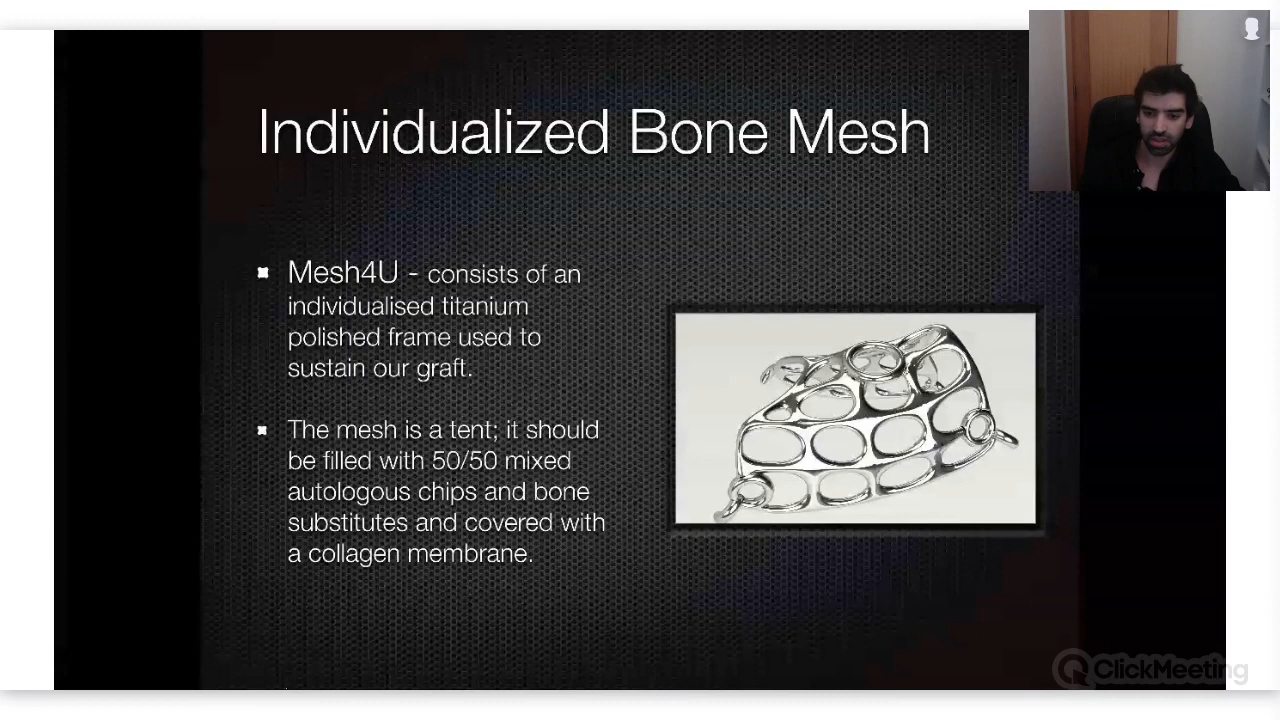 Individualized Bone Mesh
Mesh4U - consists of an
individualised titanium
polished frame used to
sustain our graft.
The mesh is a tent; it should
be filled with 50/50 mixed
autologous chips and bone
substitutes and covered with
a collagen membrane.
ClickMeeting